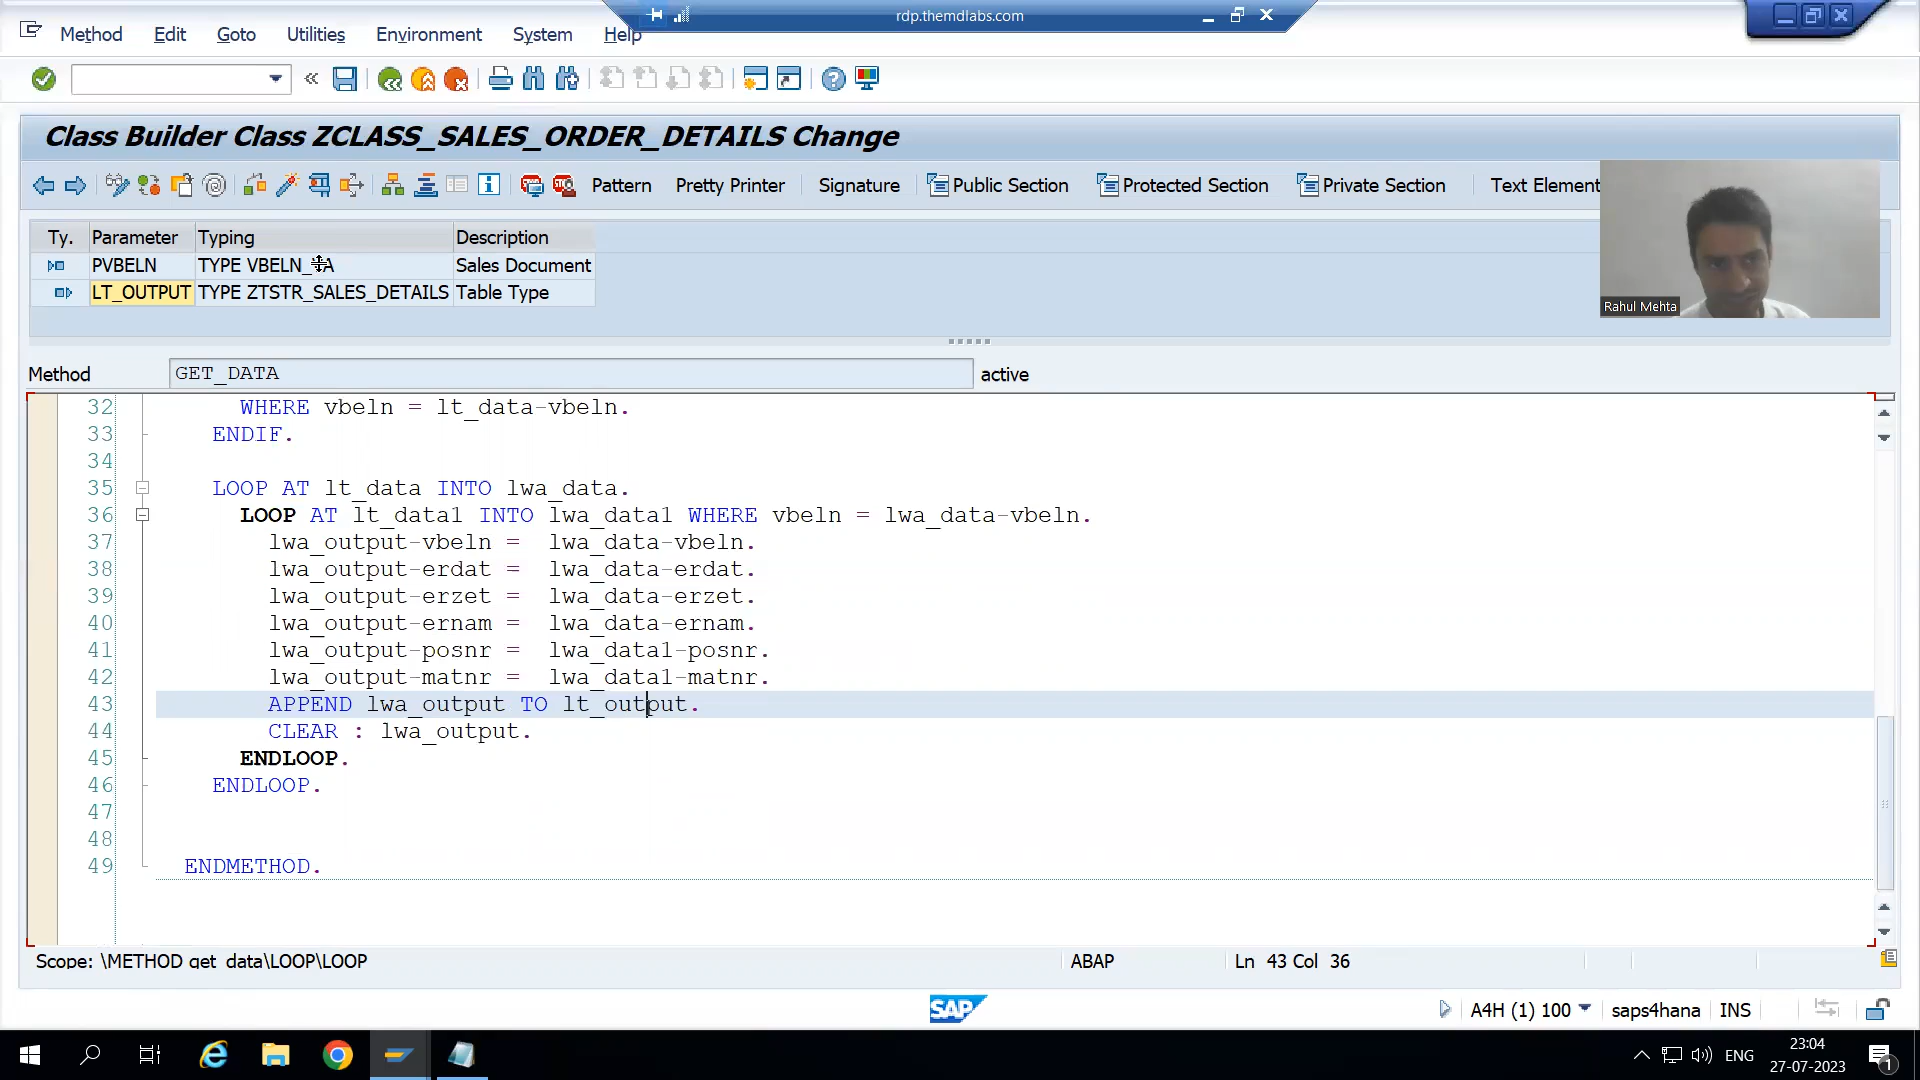 rdp.themdlabs.com
Method Edit Goto Utilities Environment System Help
Class Builder Class ZCLASS_SALES_ORDER_DETAILS Change
Pattern Pretty Printer Signature Public Section Protected Section Private Section Text Element
Ty. Parameter Typing Description
PVBELN TYPE VBELN_VA Sales Document
LT_OUTPUT TYPE ZTSTR_SALES_DETAILS Table Type
Rahul Mehta
Method GET_DATA active
32 WHERE vbeln = lt_data-vbeln.
33 ENDIF.
34
35 LOOP AT lt_data INTO lwa_data.
36 LOOP AT lt_data1 INTO lwa_data1 WHERE vbeln = lwa_data-vbeln.
37 lwa_output-vbeln = lwa_data-vbeln.
38 lwa_output-erdat = lwa_data-erdat.
39 lwa_output-erzet = lwa_data-erzet.
40 lwa_output-ernam = lwa_data-ernam.
41 lwa_output-posnr = lwa_data1-posnr.
42 lwa_output-matnr = lwa_data1-matnr.
43 APPEND lwa_output TO lt_output.
44 CLEAR : lwa_output.
45 ENDLOOP.
46 ENDLOOP.
47
48
49 ENDMETHOD.
Scope: \METHOD get_data\LOOP\LOOP ABAP Ln 43 Col 36
SAP A4H (1) 100 saps4hana INS
ENG 23:04
27-07-2023 1